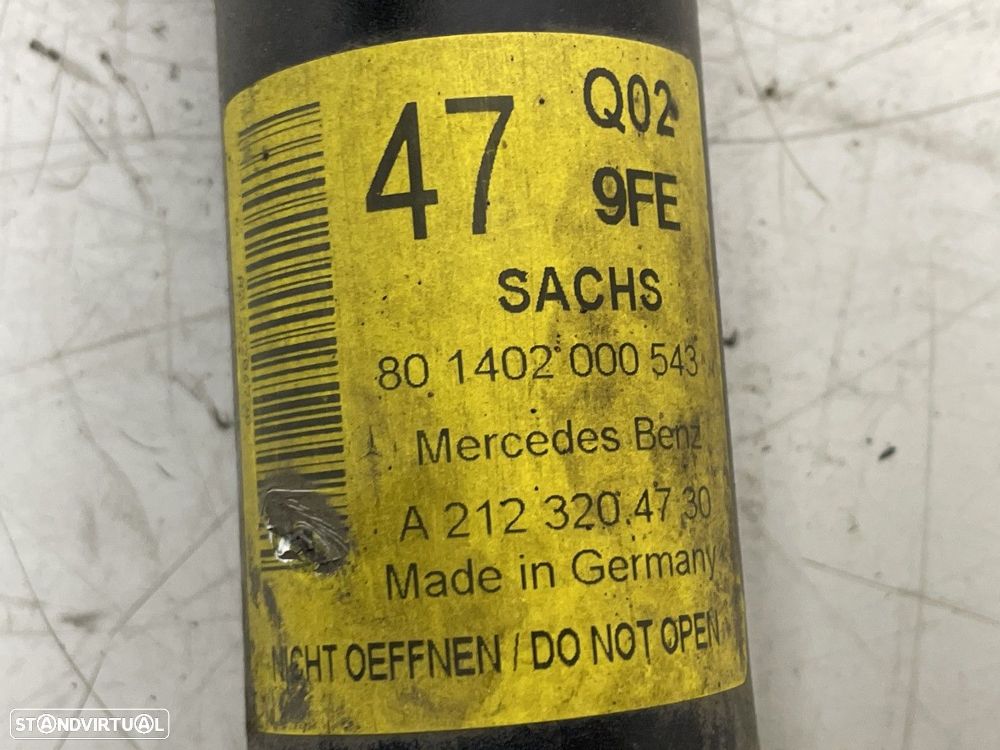 47 Q02
9FE
SACHS
80 1402 000 543
Mercedes Benz
A 212 320 47 30
Made in Germany
NICHT OEFFNEN / DO NOT OPEN
STANDVIRTUAL